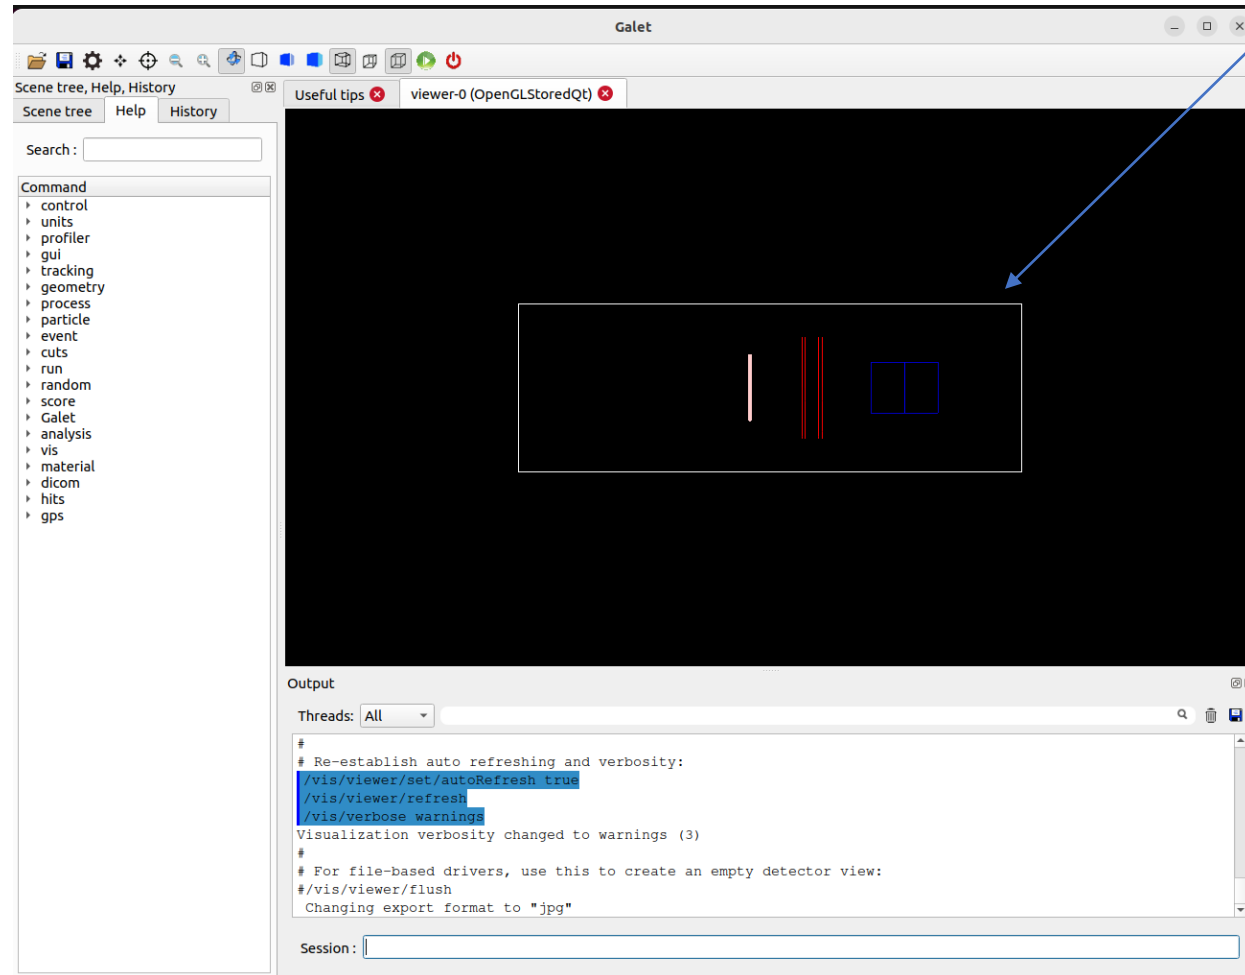 Galet
Scene tree, Help, History
Useful tips
viewer-0 (OpenGLStoredQt)
Scene tree
Help
History
Search :
Command
control
units
profiler
gui
tracking
geometry
process
particle
event
cuts
run
random
score
Galet
analysis
vis
material
dicom
hits
gps
Output
Threads: All
#
# Re-establish auto refreshing and verbosity:
/vis/viewer/set/autoRefresh true
/vis/viewer/refresh
/vis/verbose warnings
Visualization verbosity changed to warnings (3)
#
# For file-based drivers, use this to create an empty detector view:
#/vis/viewer/flush
Changing export format to "jpg"
Session :